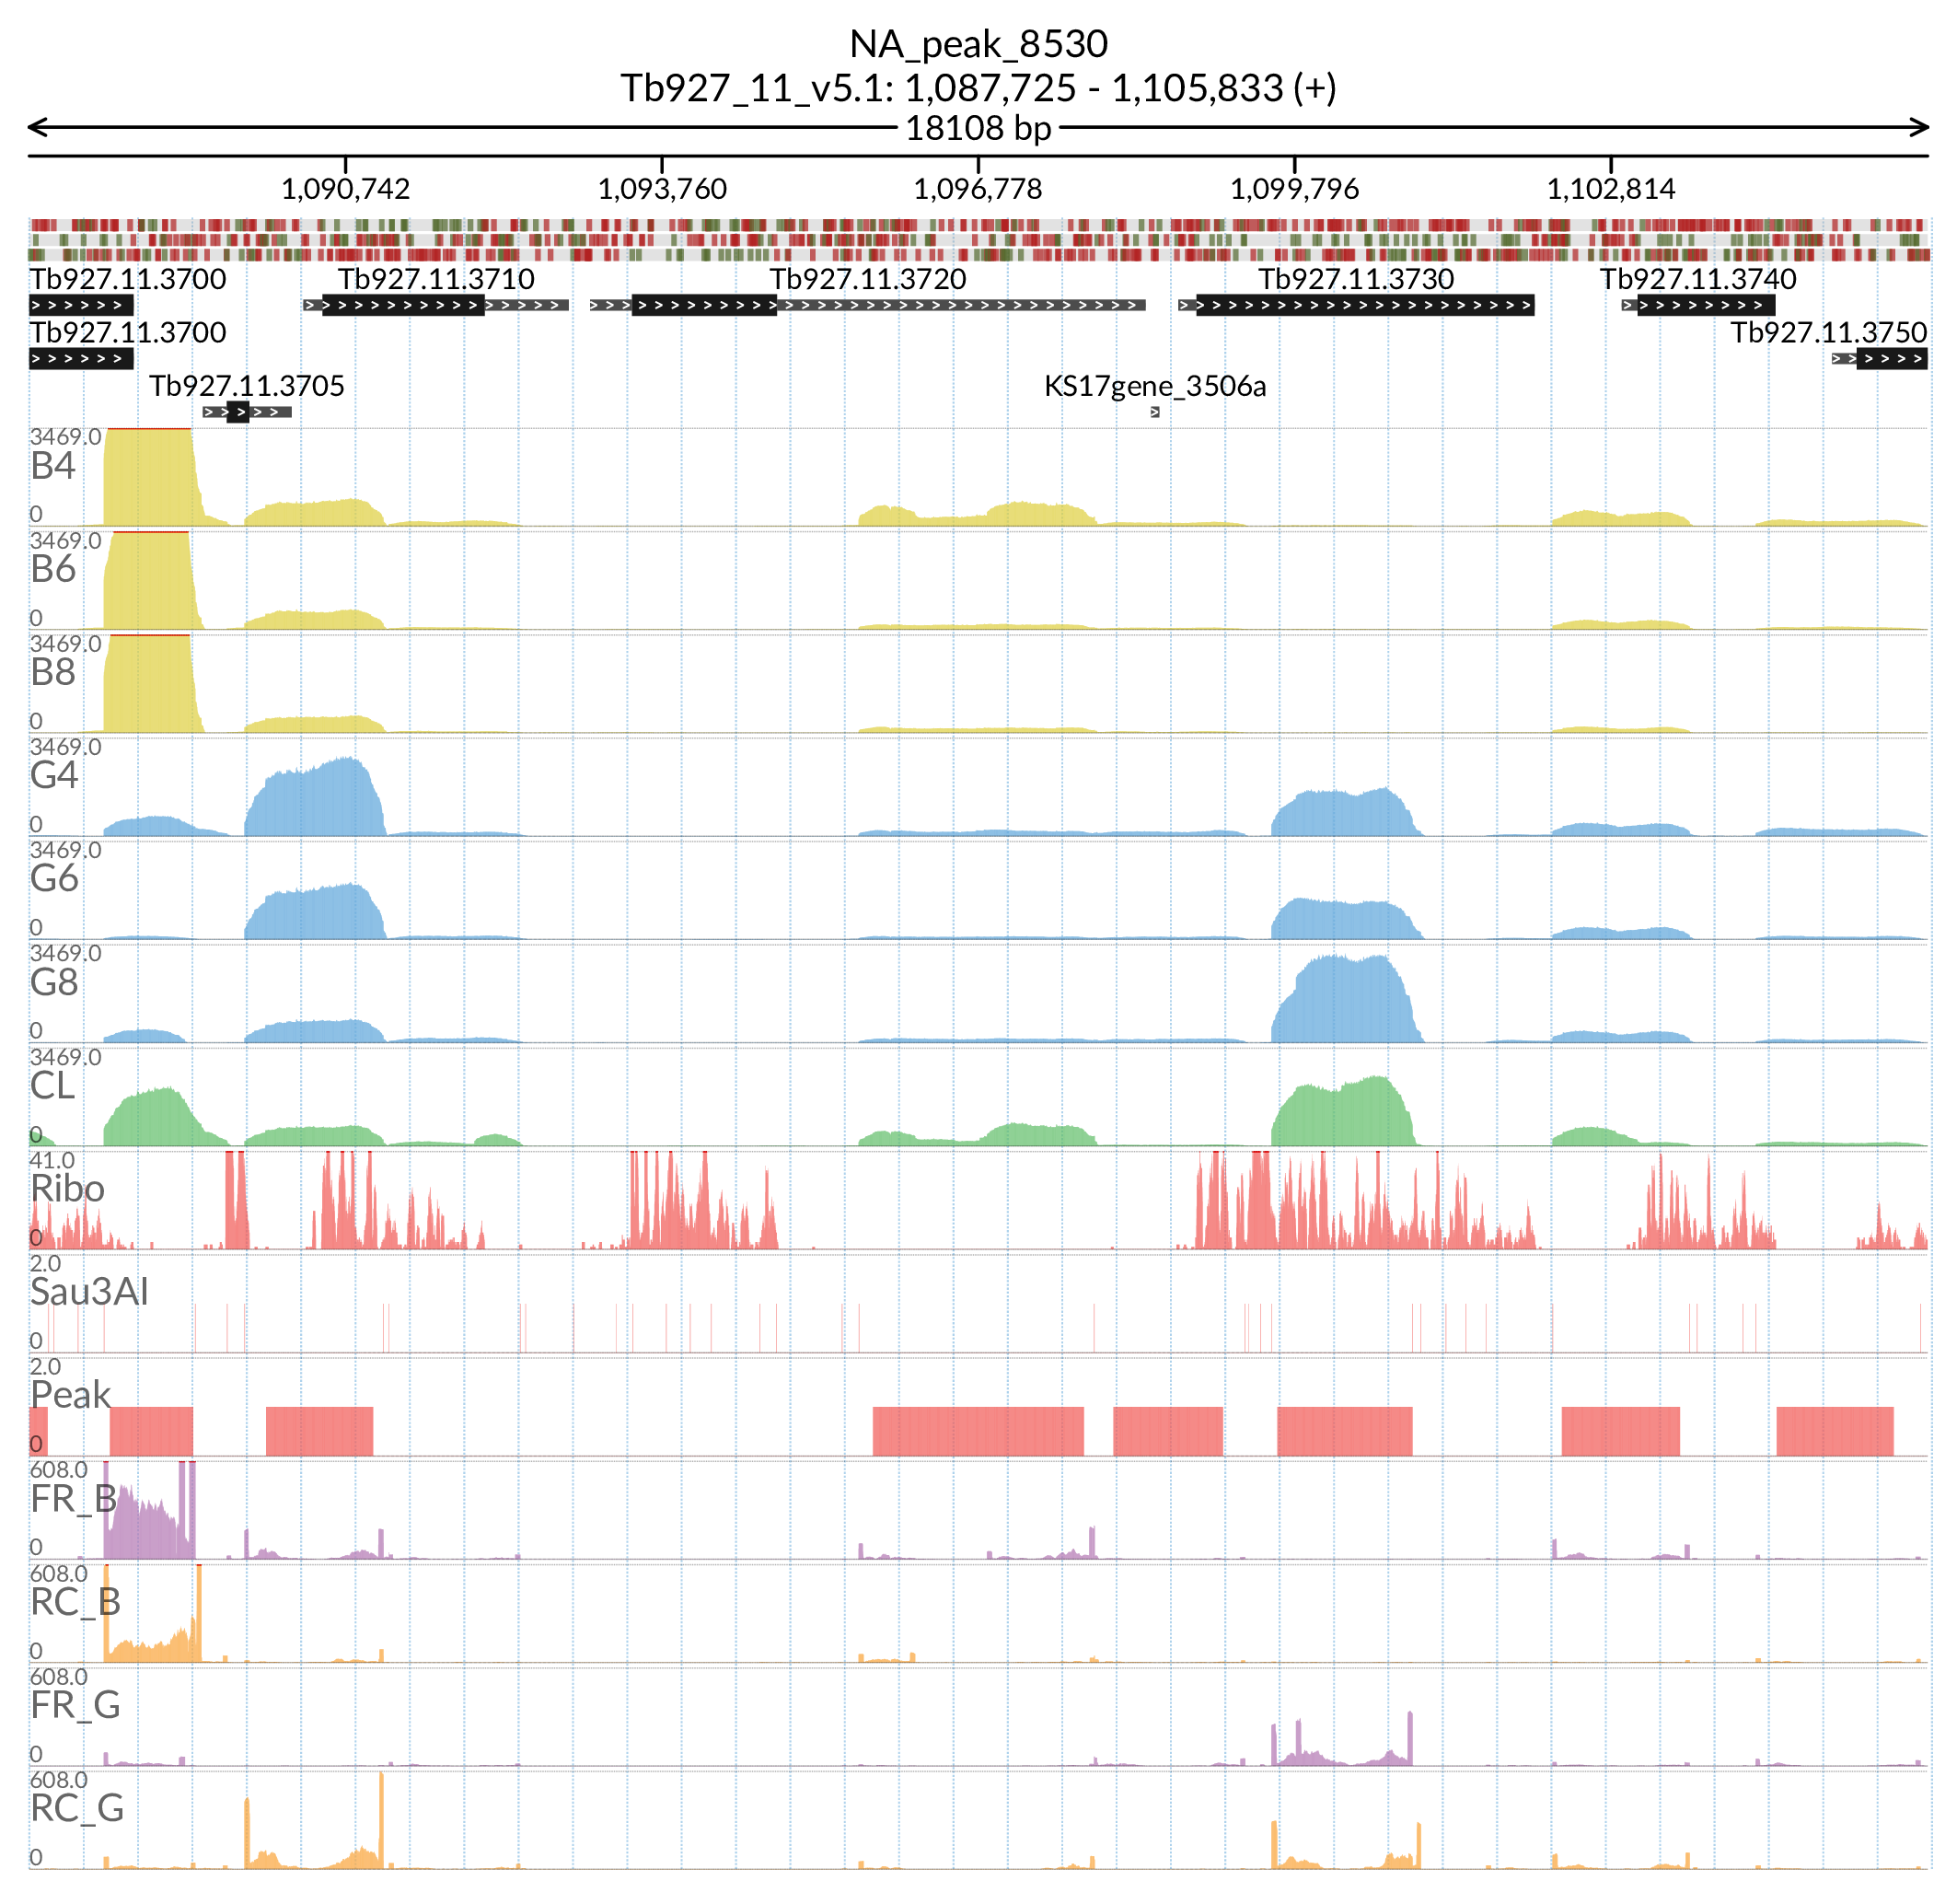 NA_peak_8530
Tb927_11_v5.1: 1,087,725 - 1,105,833 (+)
18108 bp
1,090,742 1,093,760 1,096,778 1,099,796 1,102,814
Tb927.11.3700 Tb927.11.3710 Tb927.11.3720 Tb927.11.3730 Tb927.11.3740
Tb927.11.3700 Tb927.11.3750
Tb927.11.3705 KS17gene_3506a
3469.0
B4
0
3469.0
B6
0
3469.0
B8
0
3469.0
G4
0
3469.0
G6
0
3469.0
G8
0
3469.0
CL
0
41.0
Ribo
0
2.0
Sau3AI
0
2.0
Peak
0
608.0
FR_B
0
608.0
RC_B
0
608.0
FR_G
0
608.0
RC_G
0